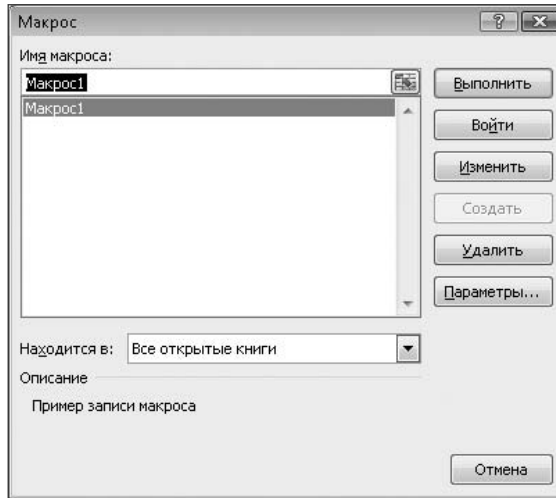 Макрос
Имя макроса:
Макрос1
Макрос1
Выполнить
Войти
Изменить
Создать
Удалить
Параметры...
Находится в: Все открытые книги
Описание
Пример записи макроса
Отмена